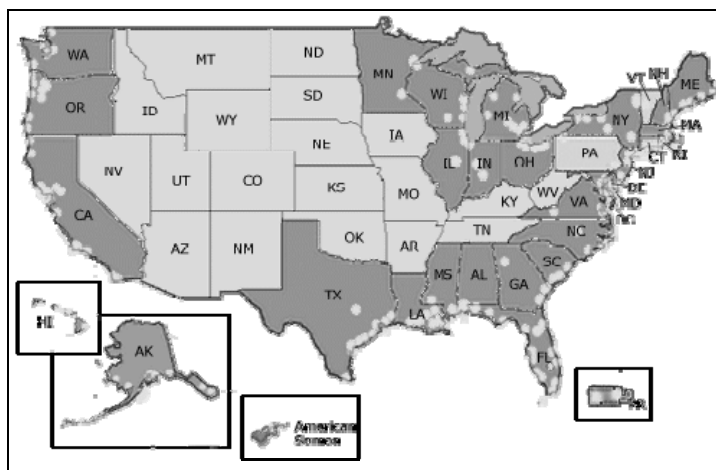 WA
MT
ND
MN
VT
NH
ME
OR
ID
SD
WI
MI
NY
MA
WY
IA
PA
CT
RI
NE
NJ
NV
UT
CO
IL
IN
OH
DE
WV
MD
KS
MO
KY
VA
DC
CA
TN
NC
AZ
NM
OK
AR
SC
MS
AL
GA
TX
LA
HI
FL
AK
PR
American
Samoa